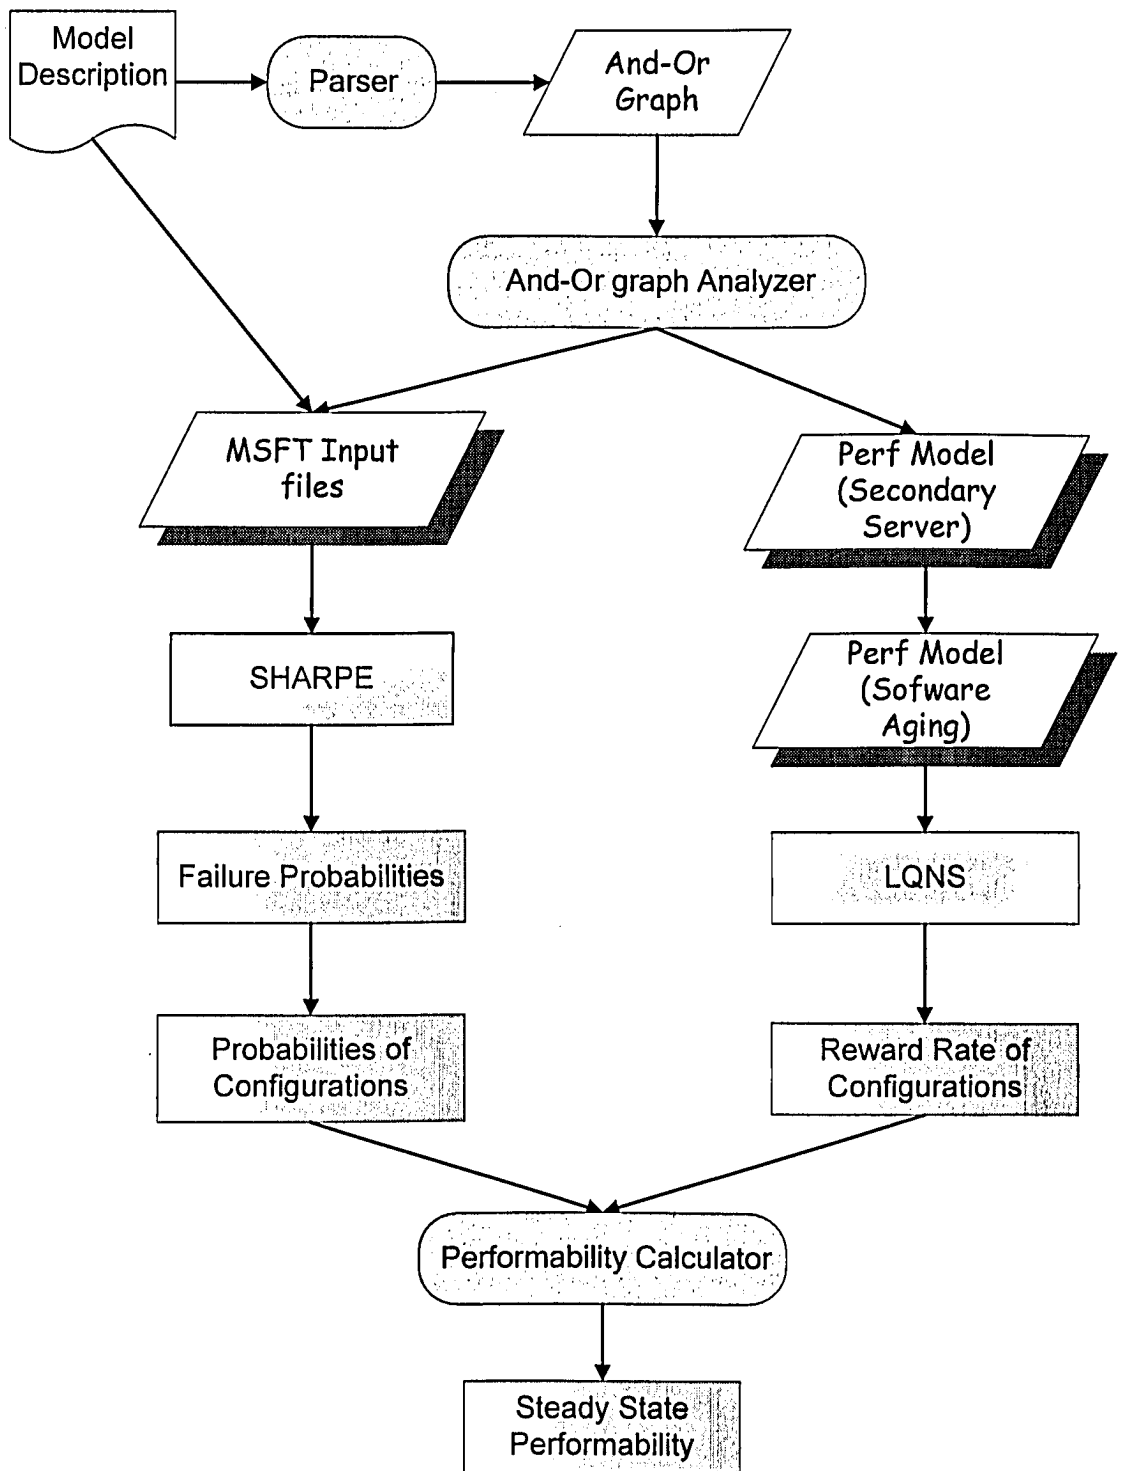 Model
Description
Parser
And-Or
Graph
And-Or graph Analyzer
MSFT Input
files
Perf Model
(Secondary
Server)
SHARPE
Perf Model
(Sofware
Aging)
Failure Probabilities
LQNS
Probabilities of
Configurations
Reward Rate of
Configurations
Performability Calculator
Steady State
Performability